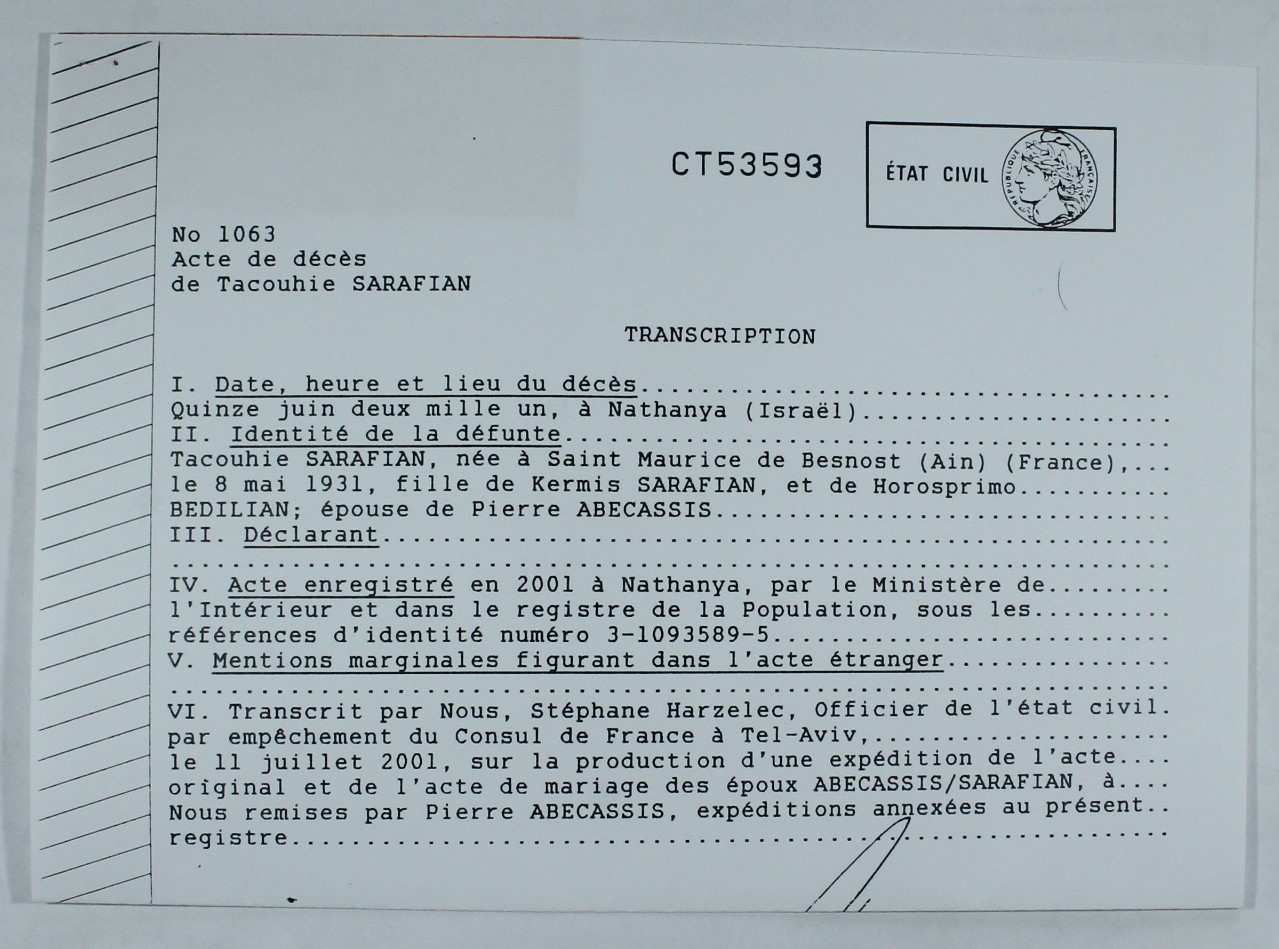 CT53593
ÉTAT CIVIL
RÉPUBLIQUE FRANÇAISE
No 1063
Acte de décès
de Tacouhie SARAFIAN
TRANSCRIPTION
I. Date, heure et lieu du décès....................................
Quinze juin deux mille un, à Nathanya (Israël).....................
II. Identité de la défunte.........................................
Tacouhie SARAFIAN, née à Saint Maurice de Besnost (Ain) (France),...
le 8 mai 1931, fille de Kermis SARAFIAN, et de Horosprimo...........
BEDILIAN; épouse de Pierre ABECASSIS...............................
III. Déclarant.....................................................
...................................................................
IV. Acte enregistré en 2001 à Nathanya, par le Ministère de.........
l'Intérieur et dans le registre de la Population, sous les.........
références d'identité numéro 3-1093589-5...........................
V. Mentions marginales figurant dans l'acte étranger...............
...................................................................
VI. Transcrit par Nous, Stéphane Harzelec, Officier de l'état civil.
par empêchement du Consul de France à Tel-Aviv,....................
le 11 juillet 2001, sur la production d'une expédition de l'acte....
original et de l'acte de mariage des époux ABECASSIS/SARAFIAN, à....
Nous remises par Pierre ABECASSIS, expéditions annexées au présent..
registre...........................................................